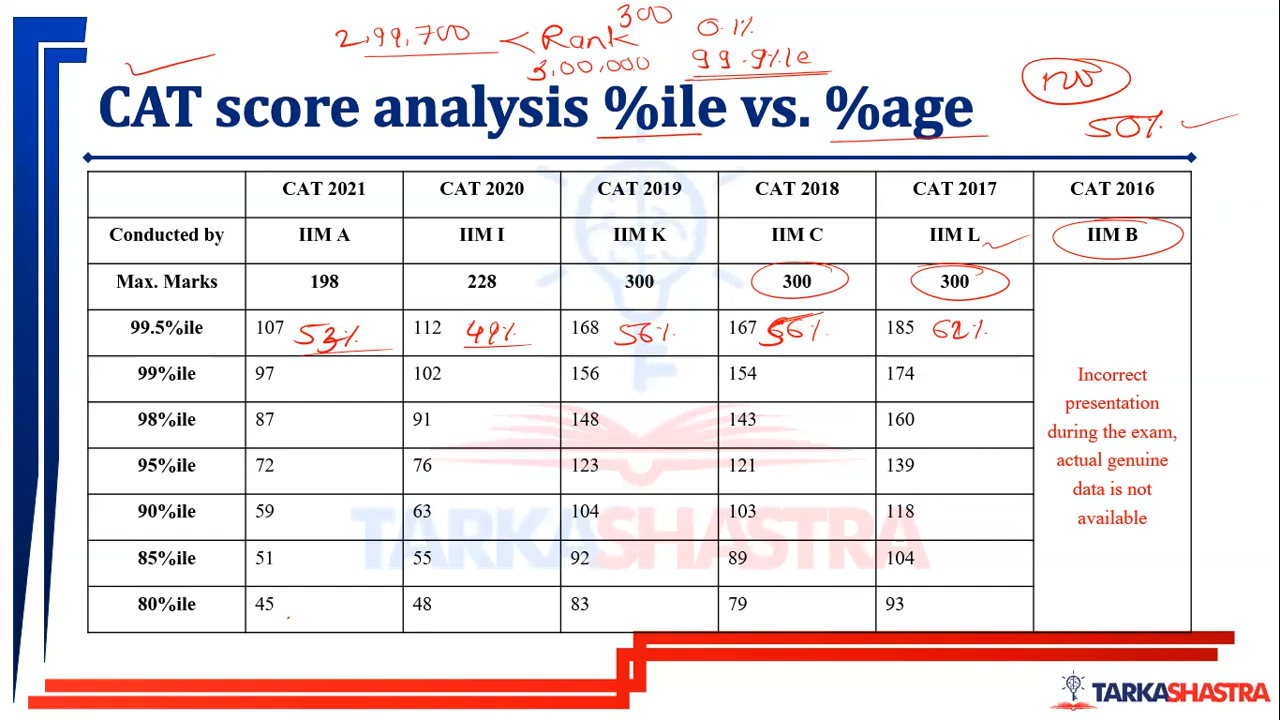 2,99,700 < Rank 300 0.1%
3,00,000 99.9%ile
CAT score analysis %ile vs. %age
50%
CAT 2021 CAT 2020 CAT 2019 CAT 2018 CAT 2017 CAT 2016
Conducted by IIM A IIM I IIM K IIM C IIM L IIM B
Max. Marks 198 228 300 300 300
99.5%ile 107 53% 112 49% 168 56% 167 56% 185 62%
99%ile 97 102 156 154 174
98%ile 87 91 148 143 160
95%ile 72 76 123 121 139
90%ile 59 63 104 103 118
85%ile 51 55 92 89 104
80%ile 45 48 83 79 93
Incorrect
presentation
during the exam,
actual genuine
data is not
available
TARKASHASTRA
TARKASHASTRA